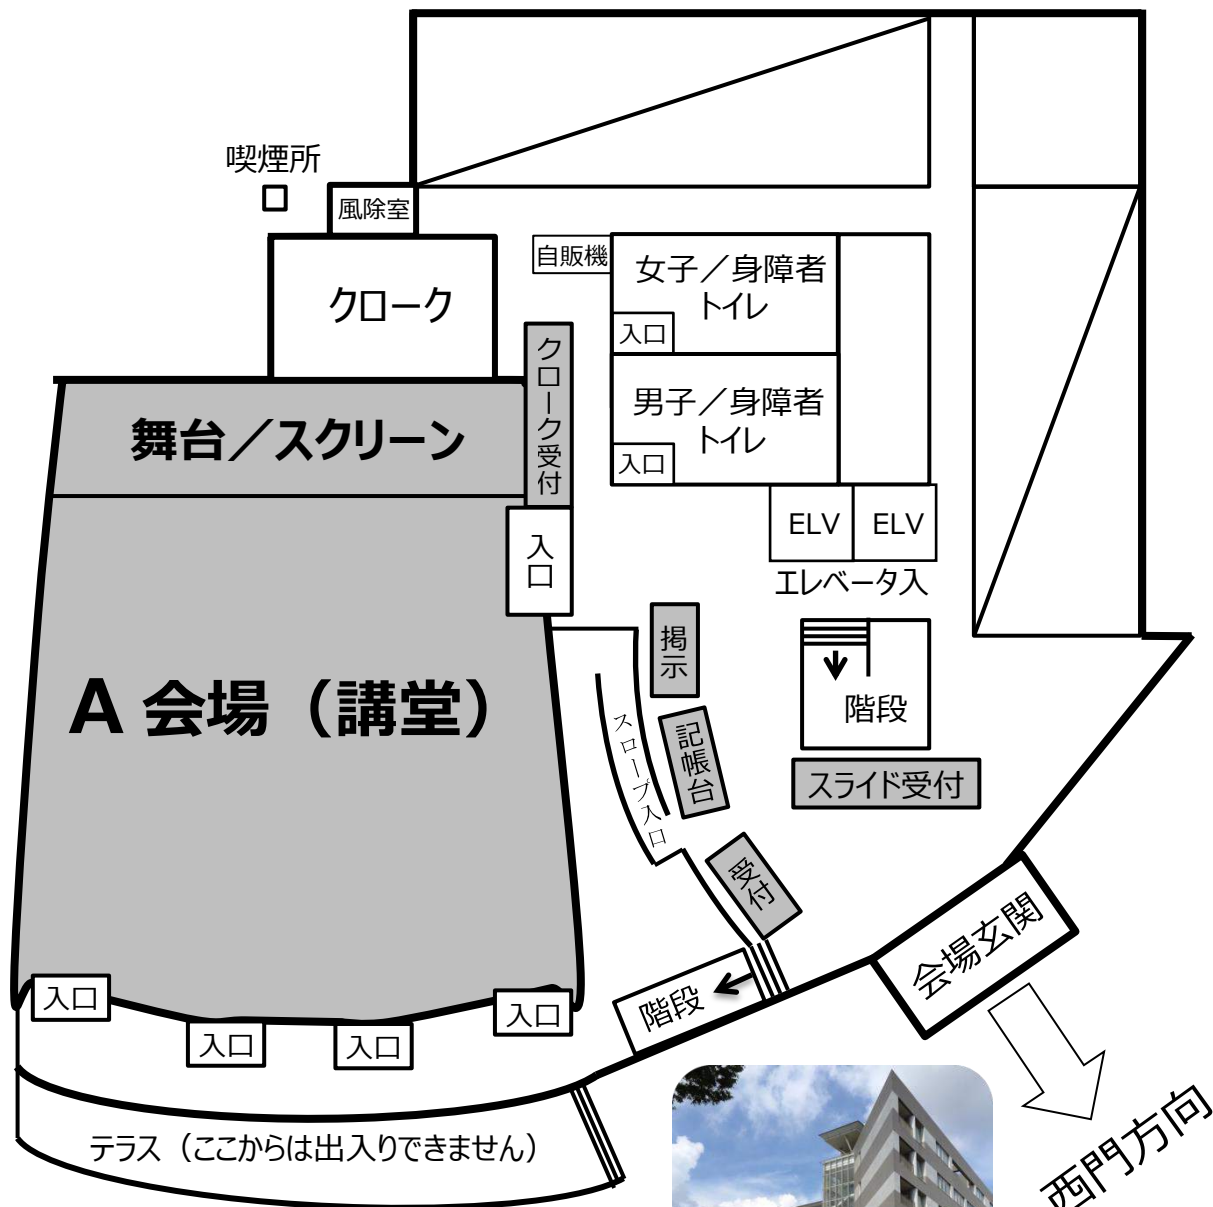 喫煙所
風除室
自販機
女子／身障者
トイレ
クローク
入口
クローク受付
男子／身障者
トイレ
舞台／スクリーン
入口
ELV
ELV
入口
エレベータ入
掲示
A 会場（講堂）
階段
スロープ入口
記帳台
スライド受付
受付
会場玄関
入口
入口
階段
入口
入口
西門方向
テラス（ここからは出入りできません）